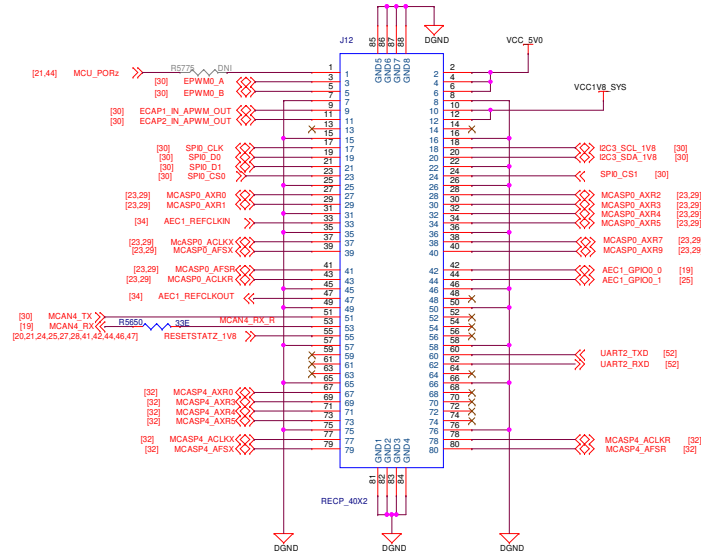 J12
85 86 87 88
GND5 GND6 GND7 GND8
DGND
VCC_5V0
VCC1V8_SYS
[21,44] MCU_PORz R5775 DNI 1 1 2 2
[30] EPWM0_A 3 3 4 4
[30] EPWM0_B 5 5 6 6
7 7 8 8
[30] ECAP1_IN_APWM_OUT 9 9 10 10
[30] ECAP2_IN_APWM_OUT 11 11 12 12
13 13 14 14
15 15 16 16
[30] SPI0_CLK 17 17 18 18 I2C3_SCL_1V8 [30]
[30] SPI0_D0 19 19 20 20 I2C3_SDA_1V8 [30]
[30] SPI0_D1 21 21 22 22
[30] SPI0_CS0 23 23 24 24 SPI0_CS1 [30]
25 25 26 26
[23,29] MCASP0_AXR0 27 27 28 28 MCASP0_AXR2 [23,29]
[23,29] MCASP0_AXR1 29 29 30 30 MCASP0_AXR3 [23,29]
31 31 32 32 MCASP0_AXR4 [23,29]
[34] AEC1_REFCLKIN 33 33 34 34 MCASP0_AXR5 [23,29]
35 35 36 36
[23,29] McASP0_ACLKX 37 37 38 38 MCASP0_AXR7 [23,29
[23,29] MCASP0_AFSX 39 39 40 40 MCASP0_AXR9 [23,29
[23,29] MCASP0_AFSR 41 41 42 42 AEC1_GPIO0_0 [19]
[23,29] MCASP0_ACLKR 43 43 44 44 AEC1_GPIO0_1 [25]
45 45 46 46
[34] AEC1_REFCLKOUT 47 47 48 48
49 49 50 50
[30] MCAN4_TX 51 51 52 52
[19] MCAN4_RX R5650 33E MCAN4_RX_R 53 53 54 54
[20,21,24,25,27,28,41,42,44,46,47] RESETSTATZ_1V8 55 55 56 56
57 57 58 58
59 59 60 60 UART2_TXD [52]
61 61 62 62 UART2_RXD [52]
63 63 64 64
65 65 66 66
[32] MCASP4_AXR0 67 67 68 68
[32] MCASP4_AXR3 69 69 70 70
[32] MCASP4_AXR4 71 71 72 72
[32] MCASP4_AXR5 73 73 74 74
75 75 76 76
[32] MCASP4_ACLKX 77 77 78 78 MCASP4_ACLKR [32]
[32] MCASP4_AFSX 79 79 80 80 MCASP4_AFSR [32]
GND1 GND2 GND3 GND4
81 82 83 84
RECP_40X2
DGND DGND DGND